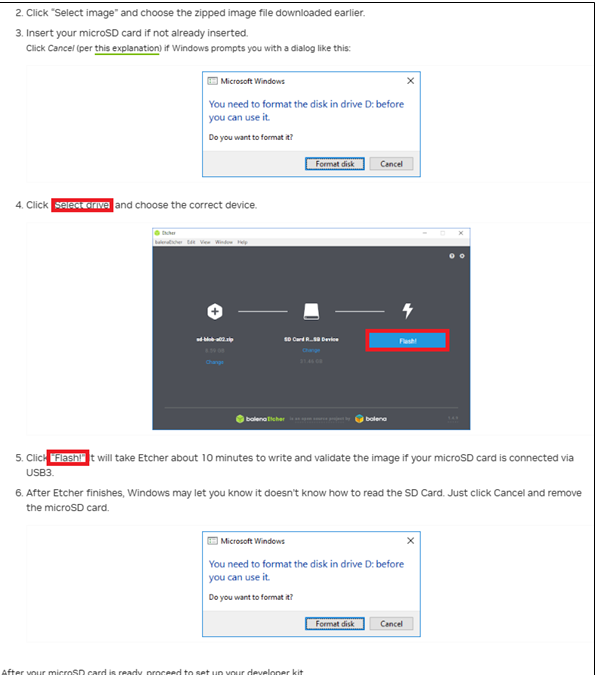 2. Click "Select image" and choose the zipped image file downloaded earlier.
3. Insert your microSD card if not already inserted.
Click Cancel (per this explanation) if Windows prompts you with a dialog like this:
Microsoft Windows
You need to format the disk in drive D: before
you can use it.
Do you want to format it?
Format disk Cancel
4. Click "Select drive" and choose the correct device.
Etcher
balenaEtcher Edit View Window Help
sd-blob-a02.zip
SD Card R...SB Device
Flash!
Change
Change
balenaEtcher is an open source project by balena
5. Click "Flash!" It will take Etcher about 10 minutes to write and validate the image if your microSD card is connected via
USB3.
6. After Etcher finishes, Windows may let you know it doesn't know how to read the SD Card. Just click Cancel and remove
the microSD card.
Microsoft Windows
You need to format the disk in drive D: before
you can use it.
Do you want to format it?
Format disk Cancel
After your microSD card is ready, proceed to set up your developer kit.